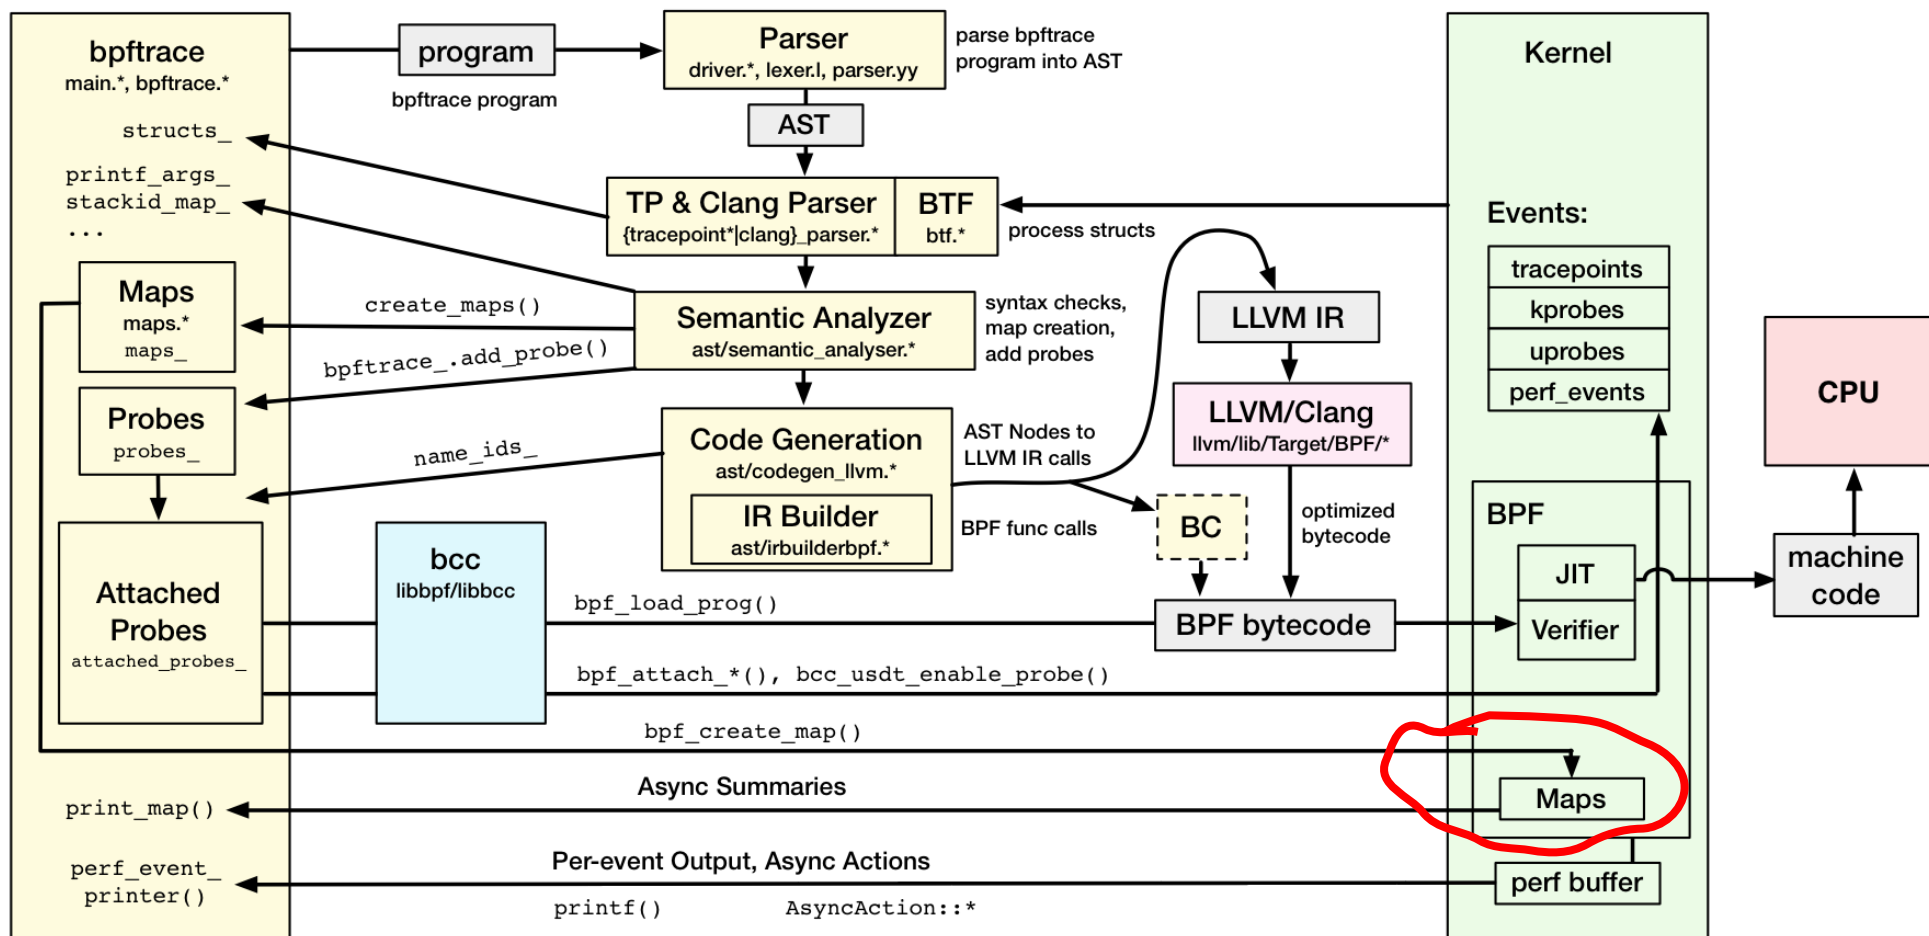 bpftrace
main.*, bpftrace.*
structs_
printf_args_
stackid_map_
...
Maps
maps.*
maps_
Probes
probes_
Attached
Probes
attached_probes_
print_map()
perf_event_
printer()
program
bpftrace program
Parser
driver.*, lexer.l, parser.yy
parse bpftrace
program into AST
AST
TP & Clang Parser
{tracepoint*|clang}_parser.*
BTF
btf.*
process structs
create_maps()
bpftrace_.add_probe()
name_ids_
Semantic Analyzer
ast/semantic_analyser.*
syntax checks,
map creation,
add probes
Code Generation
ast/codegen_llvm.*
IR Builder
ast/irbuilderbpf.*
AST Nodes to
LLVM IR calls
BPF func calls
LLVM IR
LLVM/Clang
llvm/lib/Target/BPF/*
optimized
bytecode
BC
BPF bytecode
bcc
libbpf/libbcc
bpf_load_prog()
bpf_attach_*(), bcc_usdt_enable_probe()
bpf_create_map()
Async Summaries
Per-event Output, Async Actions
printf()
AsyncAction::*
Kernel
Events:
tracepoints
kprobes
uprobes
perf_events
BPF
JIT
Verifier
Maps
perf buffer
CPU
machine
code